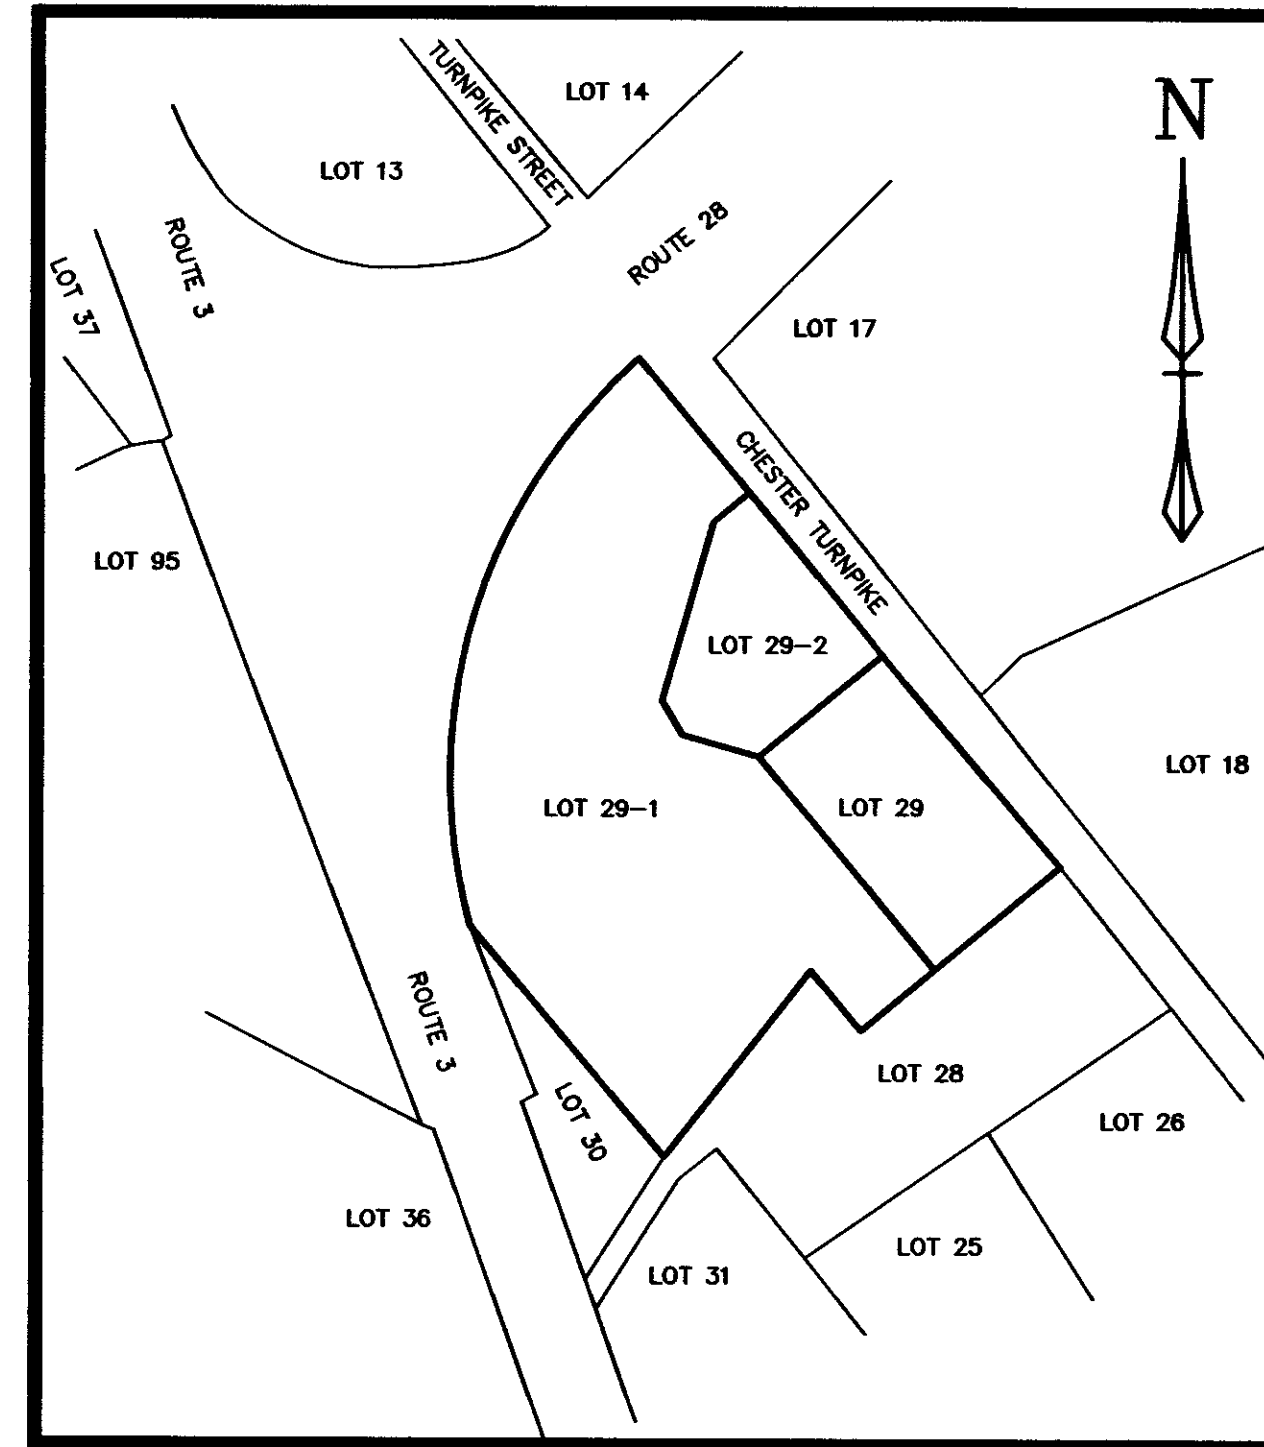 TURNPIKE STREET
LOT 14
N
LOT 13
ROUTE 3
ROUTE 28
LOT 37
LOT 17
CHESTER TURNPIKE
LOT 95
LOT 29-2
LOT 18
LOT 29-1
LOT 29
ROUTE 3
LOT 30
LOT 28
LOT 26
LOT 36
LOT 25
LOT 31